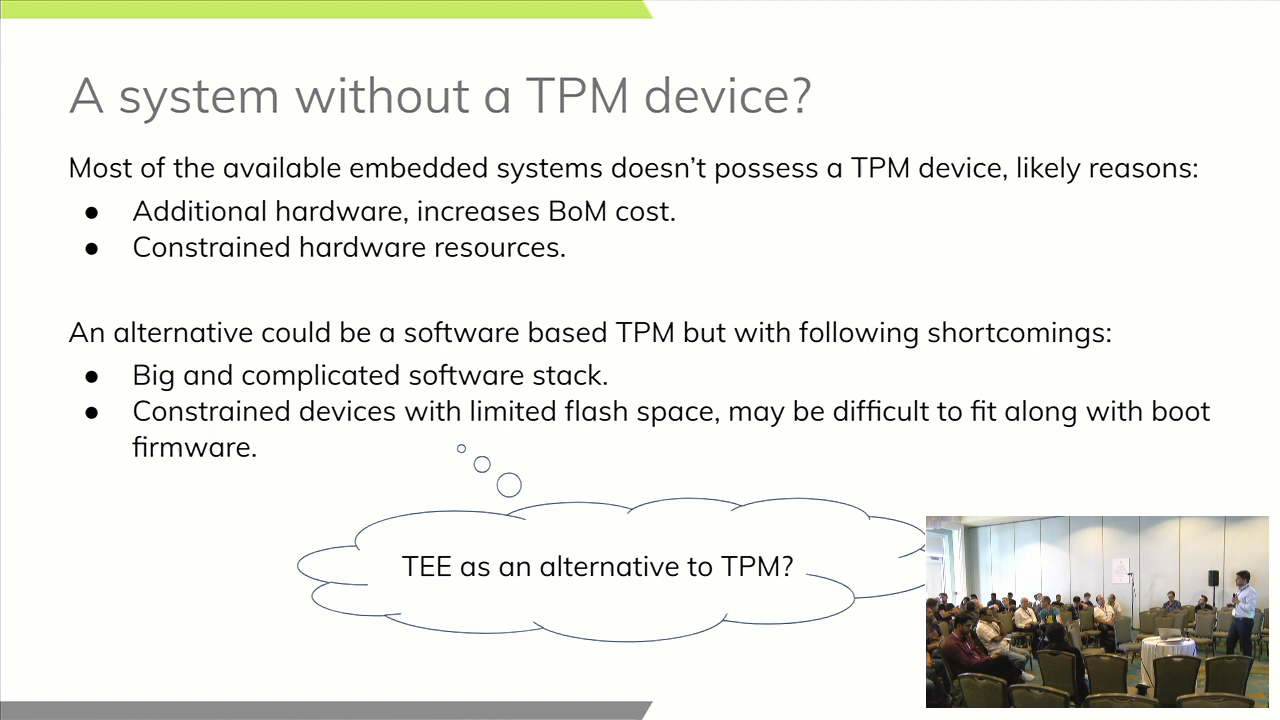 A system without a TPM device?
Most of the available embedded systems doesn't possess a TPM device, likely reasons:
● Additional hardware, increases BoM cost.
● Constrained hardware resources.
An alternative could be a software based TPM but with following shortcomings:
● Big and complicated software stack.
● Constrained devices with limited flash space, may be difficult to fit along with boot
firmware.
TEE as an alternative to TPM?